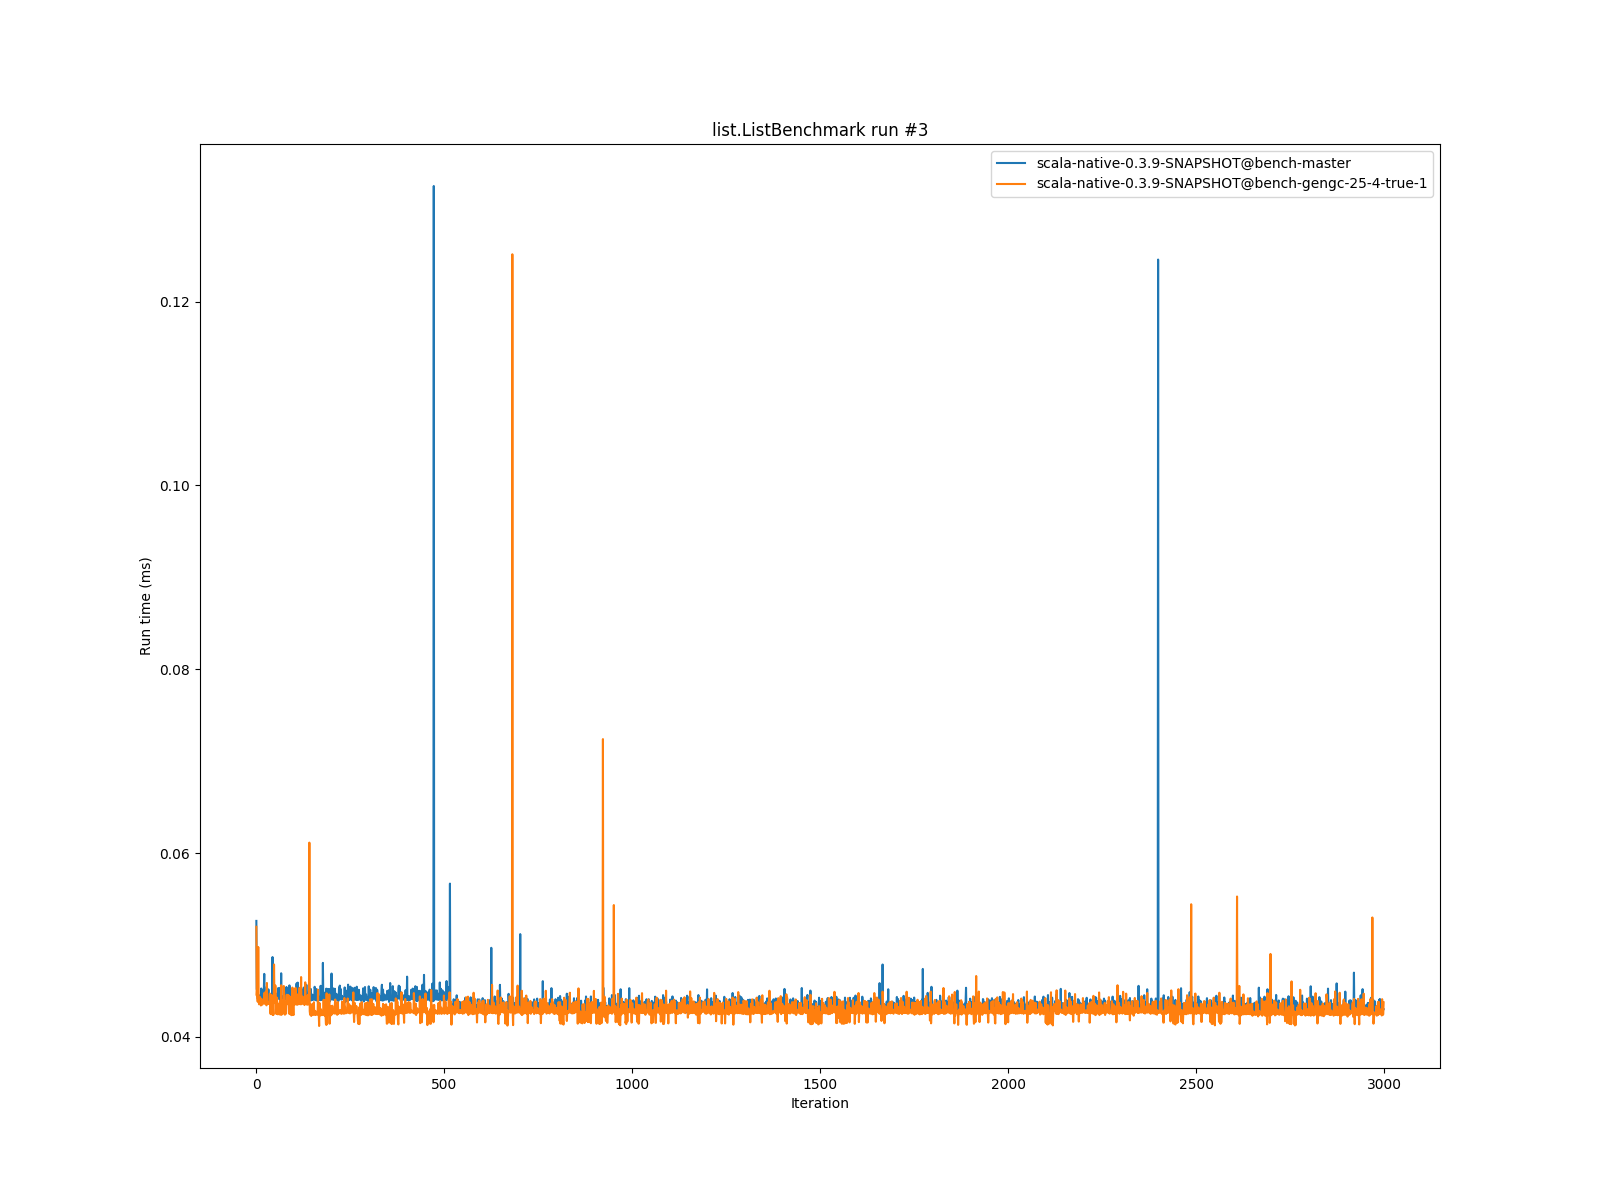 list.ListBenchmark run #3
scala-native-0.3.9-SNAPSHOT@bench-master
scala-native-0.3.9-SNAPSHOT@bench-gengc-25-4-true-1
0.12
0.10
0.08
0.06
0.04
Run time (ms)
0
500
1000
1500
2000
2500
3000
Iteration